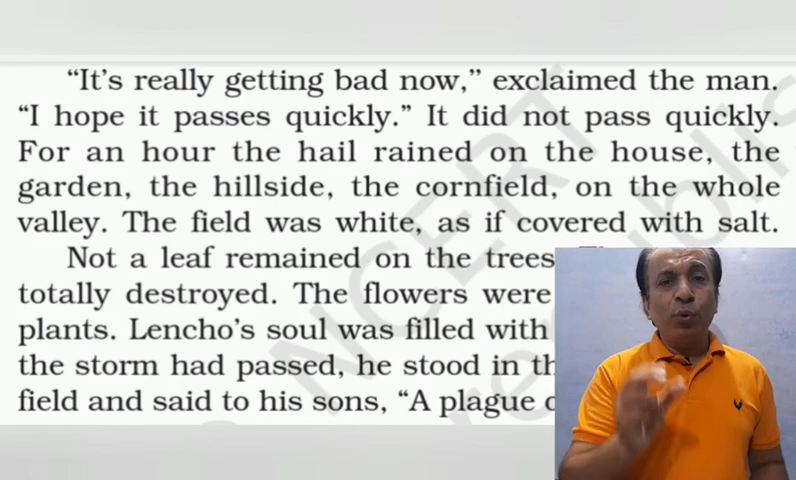 “It’s really getting bad now,” exclaimed the man.
“I hope it passes quickly.” It did not pass quickly.
For an hour the hail rained on the house, the
garden, the hillside, the cornfield, on the whole
valley. The field was white, as if covered with salt.
Not a leaf remained on the trees.
totally destroyed. The flowers were
plants. Lencho’s soul was filled with
the storm had passed, he stood in
field and said to his sons, “A plague
NCERT